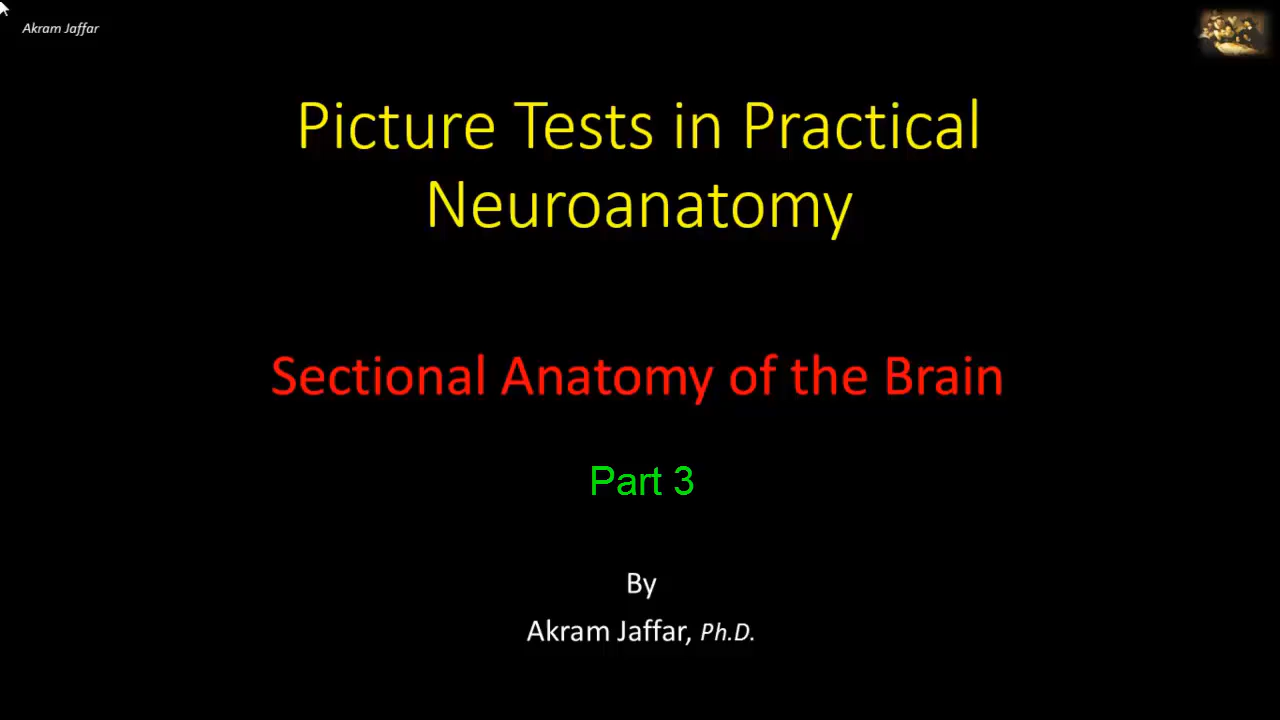 Akram Jaffar
Picture Tests in Practical
Neuroanatomy
Sectional Anatomy of the Brain
Part 3
By
Akram Jaffar, Ph.D.